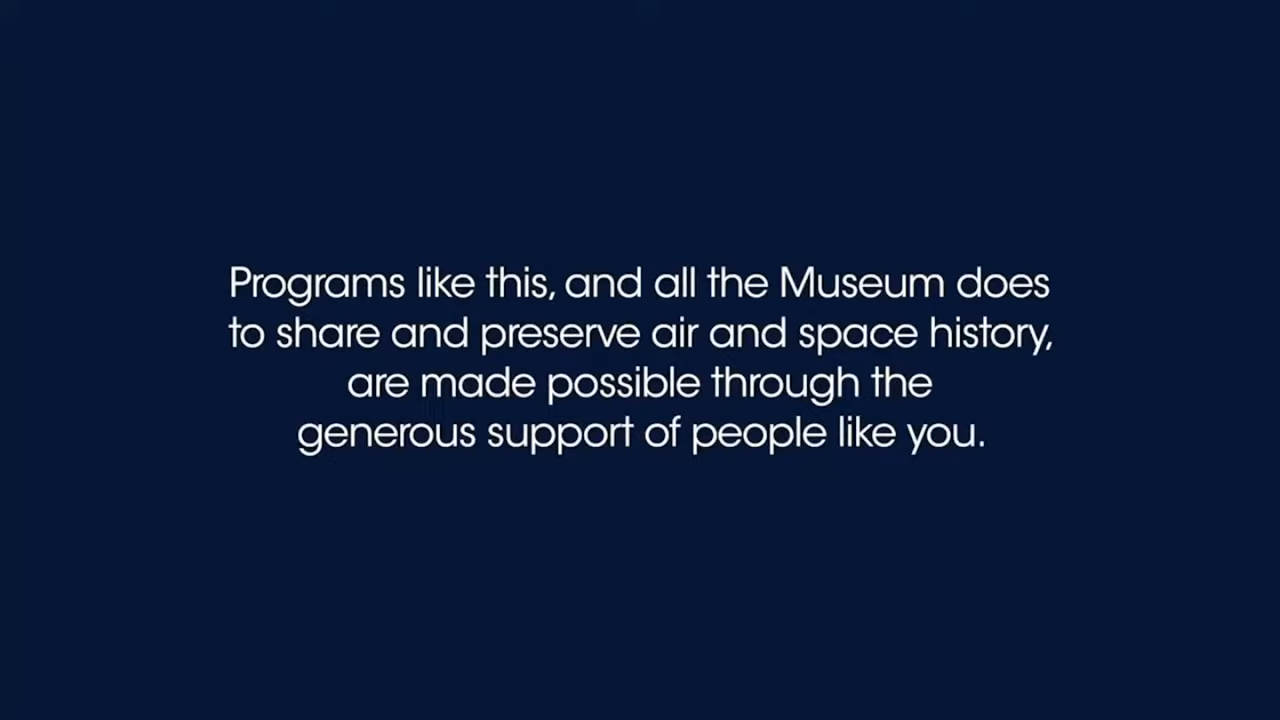 Programs like this, and all the Museum does
to share and preserve air and space history,
are made possible through the
generous support of people like you.